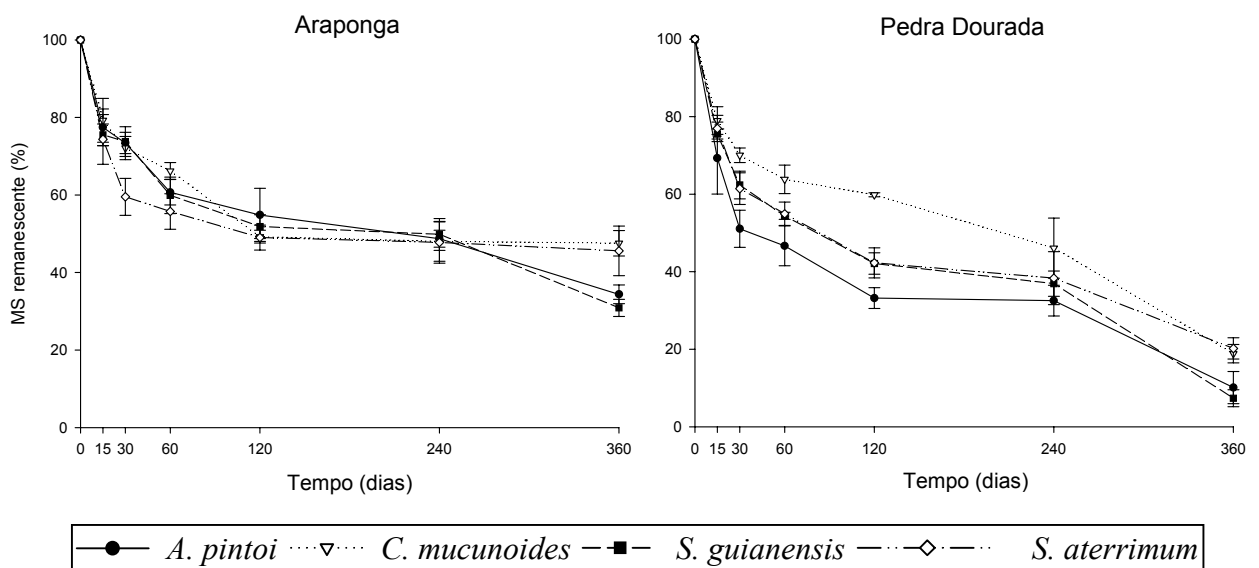 Araponga
Pedra Dourada
MS remanescente (%)
100
80
60
40
20
0
0 15 30 60 120 240 360
Tempo (dias)
100
80
60
40
20
0
0 15 30 60 120 240 360
Tempo (dias)
A. pintoi C. mucunoides S. guianensis S. aterrimum